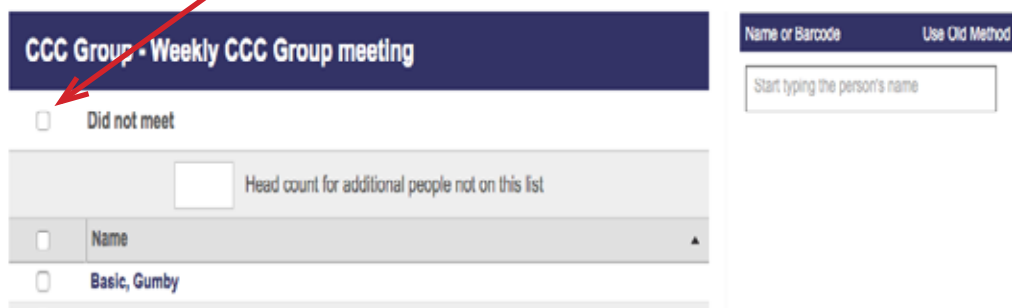 CCC Group - Weekly CCC Group meeting
Did not meet
Head count for additional people not on this list
Name
Basic, Gumby
Name or Barcode Use Old Method
Start typing the person's name